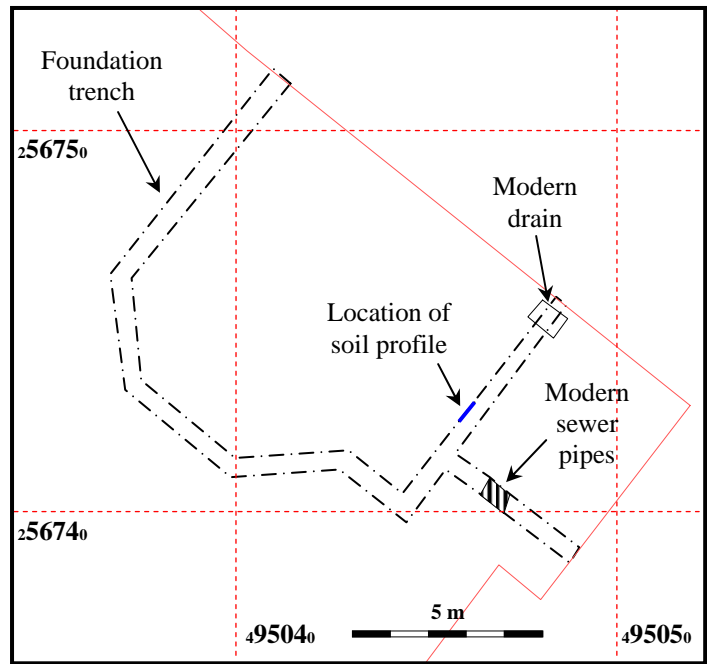 Foundation
trench
256750
Modern
drain
Location of
soil profile
Modern
sewer
pipes
256740
5 m
495040
495050